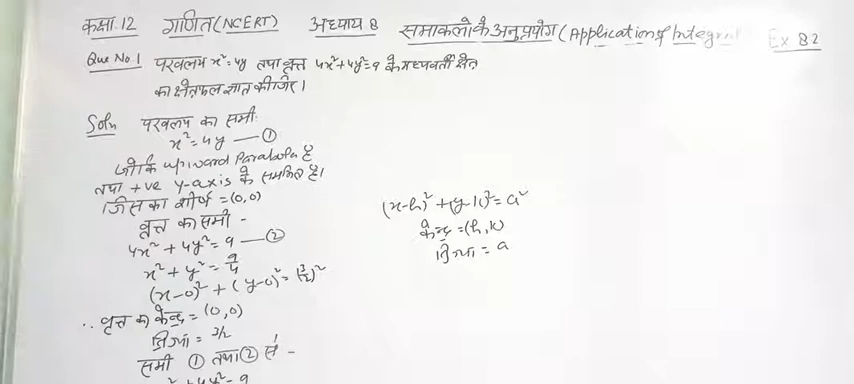 कक्षा.12 गणित (NCERT) अध्याय 8 समाकलो के अनुप्रयोग (Application of Integral Ex 8.2
Que No.1 परवलय x²=4y तथा वृत्त 4x²+4y²=9 के मध्यवर्ती क्षेत्र
का क्षेत्रफल ज्ञात कीजिए।
Soln परवलय का समी.
x²=4y —①
जोकि upward Parabola है
तथा +ve y-axis के सममित है।
जिसका शीर्ष =(0,0)
वृत्त का समी -
4x²+4y²=9 —②
x²+y²=9/4
(x-0)²+(y-0)²=(3/2)²
∴ वृत्त का केन्द्र = (0,0)
त्रिज्या = 3/2
समी ① तथा ② से -
x²+4y²=9
(x-h)²+(y-k)²=a²
केन्द्र =(h,k)
त्रिज्या = a